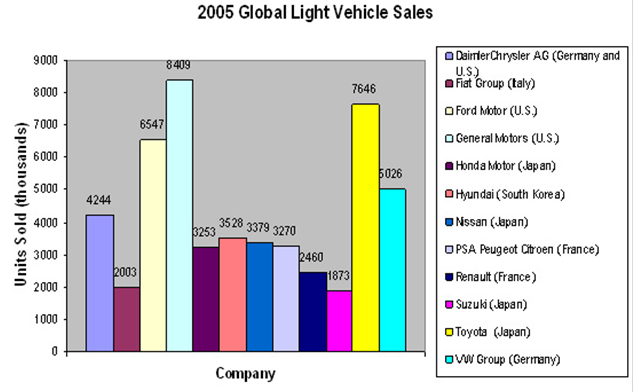 2005 Global Light Vehicle Sales
Units Sold (thousands)
9000
8000
7000
6000
5000
4000
3000
2000
1000
0
4244
2003
6547
8409
3253
3528
3379
3270
2460
1873
7646
5026
Company
DaimlerChrysler AG (Germany and
U.S.)
Fiat Group (Italy)
Ford Motor (U.S.)
General Motors (U.S.)
Honda Motor (Japan)
Hyundai (South Korea)
Nissan (Japan)
PSA Peugeot Citroen (France)
Renault (France)
Suzuki (Japan)
Toyota (Japan)
VW Group (Germany)